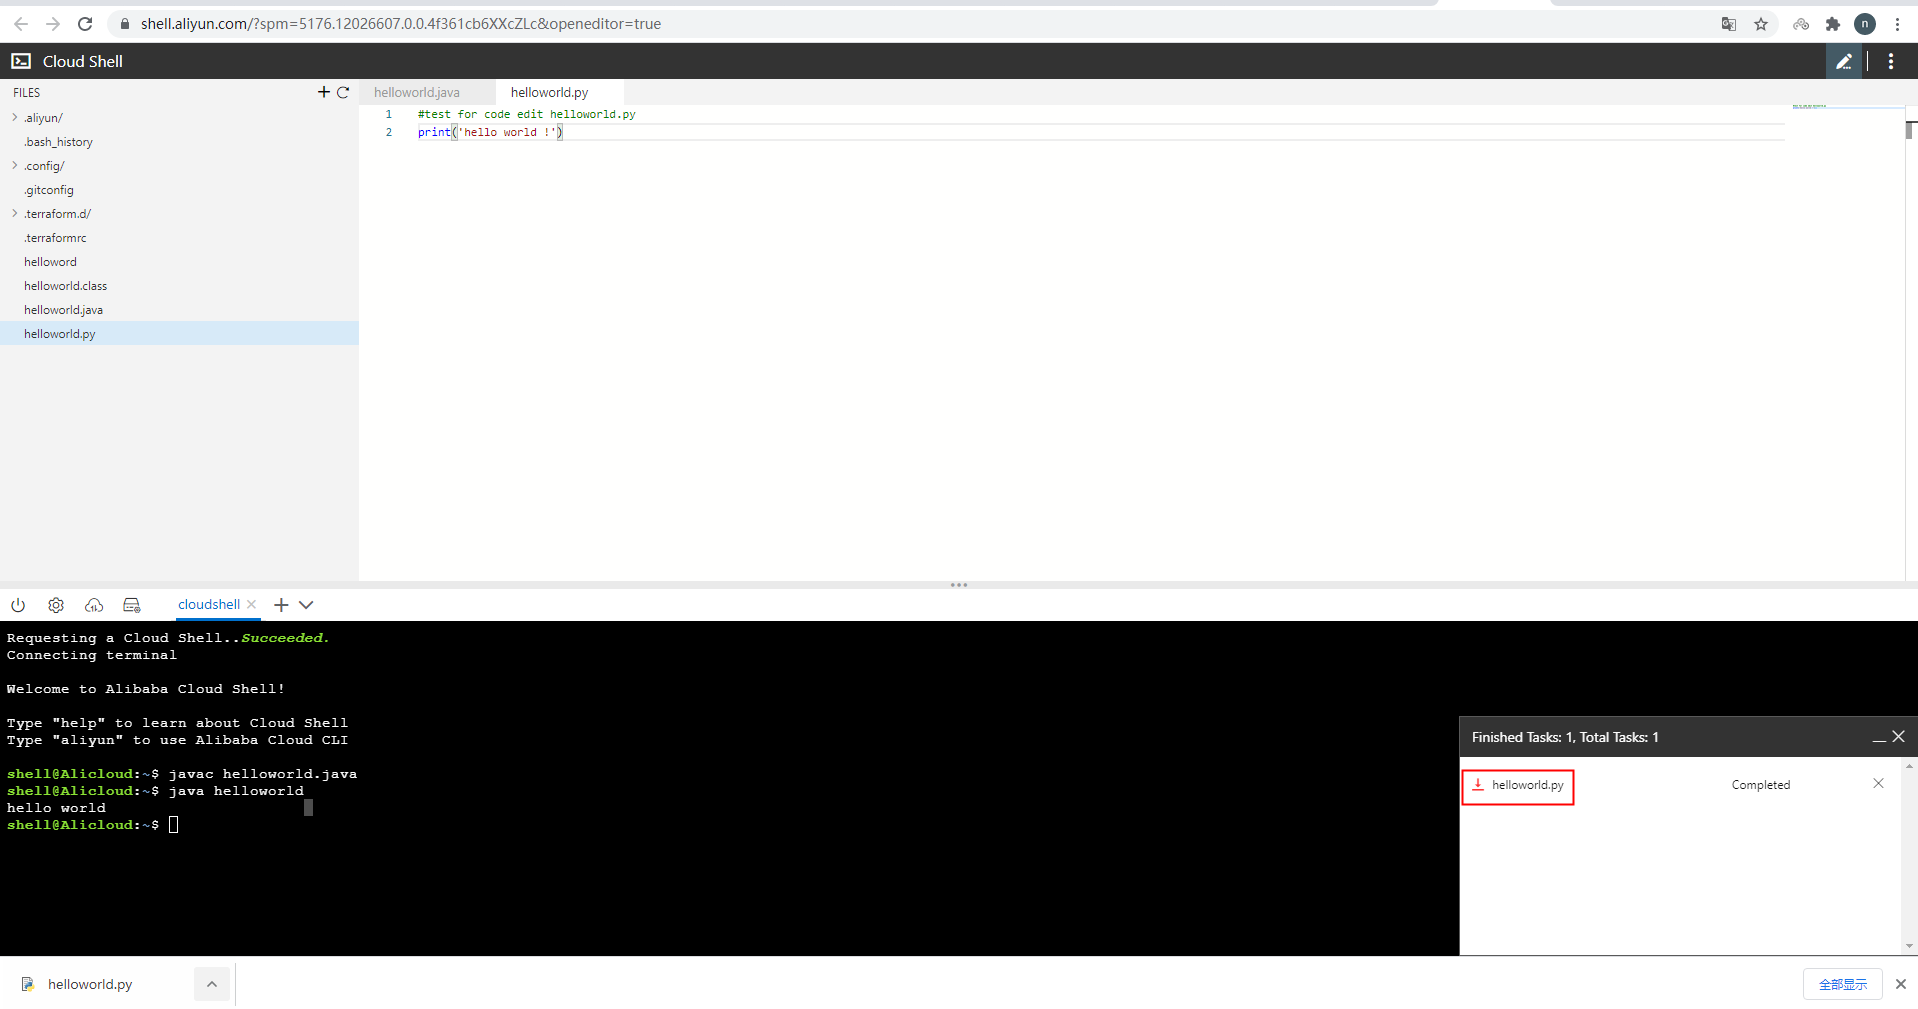 shell.aliyun.com/?spm=5176.12026607.0.0.4f361cb6XXcZLc&openeditor=true
n
Cloud Shell
FILES
helloworld.java
helloworld.py
.aliyun/
.bash_history
.config/
.gitconfig
.terraform.d/
.terraformrc
helloword
helloworld.class
helloworld.java
helloworld.py
1 #test for code edit helloworld.py
2 print('hello world !')
cloudshell
Requesting a Cloud Shell..Succeeded.
Connecting terminal
Welcome to Alibaba Cloud Shell!
Type "help" to learn about Cloud Shell
Type "aliyun" to use Alibaba Cloud CLI
shell@Alicloud:~$ javac helloworld.java
shell@Alicloud:~$ java helloworld
hello world
shell@Alicloud:~$
Finished Tasks: 1, Total Tasks: 1
helloworld.py Completed
helloworld.py
全部显示